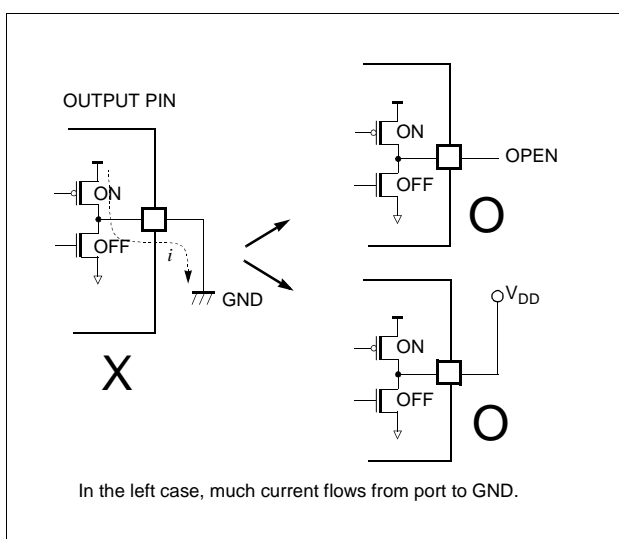 OUTPUT PIN
ON
OFF
i
GND
X
ON
OFF
OPEN
O
VDD
ON
OFF
O
In the left case, much current flows from port to GND.